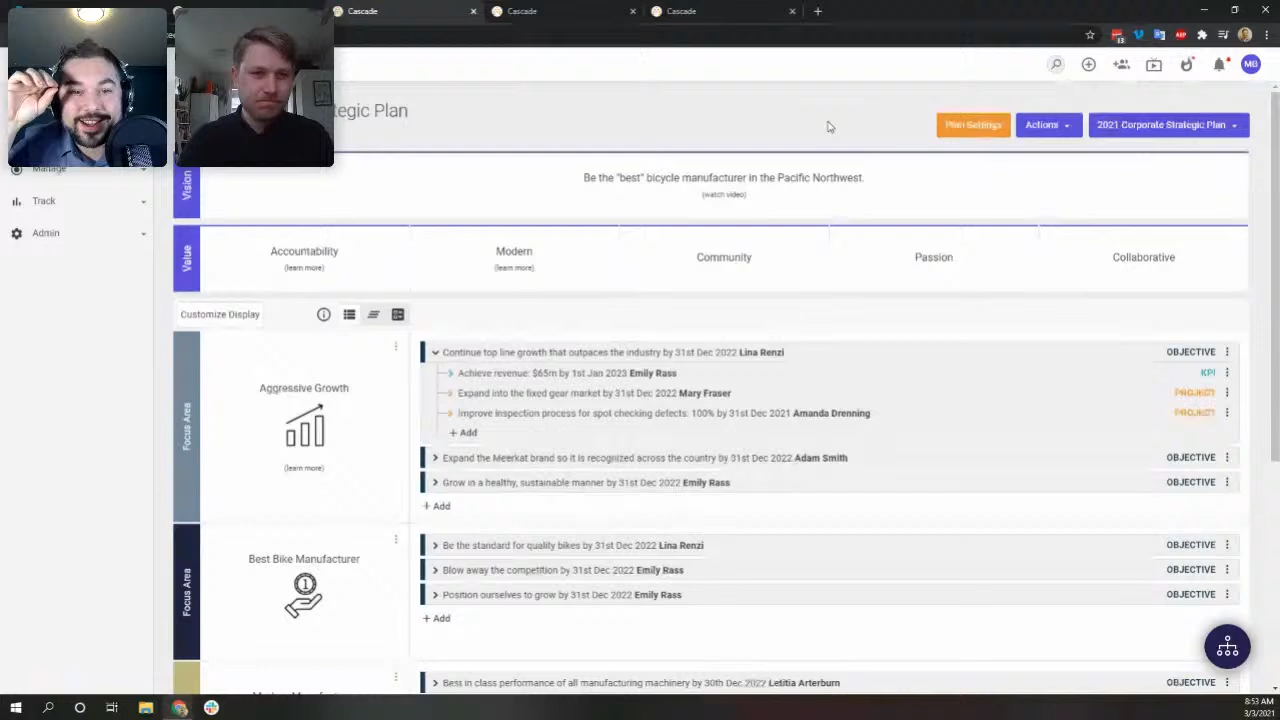 Cascade
Cascade
Cascade
MG
tegic Plan
Plan Settings
Actions
2021 Corporate Strategic Plan
Manage
Track
Admin
Vision
Be the "best" bicycle manufacturer in the Pacific Northwest.
(watch video)
Value
Accountability
(learn more)
Modern
(learn more)
Community
Passion
Collaborative
Customize Display
Focus Area
Aggressive Growth
(learn more)
Continue top line growth that outpaces the industry by 31st Dec 2022 Lina Renzi
OBJECTIVE
Achieve revenue: $65m by 1st Jan 2023 Emily Rass
KPI
Expand into the fixed gear market by 31st Dec 2022 Mary Fraser
PROJECT
Improve inspection process for spot checking defects: 100% by 31st Dec 2021 Amanda Drenning
PROJECT
+ Add
Expand the Meerkat brand so it is recognized across the country by 31st Dec 2022 Adam Smith
OBJECTIVE
Grow in a healthy, sustainable manner by 31st Dec 2022 Emily Rass
OBJECTIVE
+ Add
Focus Area
Best Bike Manufacturer
1
Be the standard for quality bikes by 31st Dec 2022 Lina Renzi
OBJECTIVE
Blow away the competition by 31st Dec 2022 Emily Rass
OBJECTIVE
Position ourselves to grow by 31st Dec 2022 Emily Rass
OBJECTIVE
+ Add
Best in class performance of all manufacturing machinery by 30th Dec 2022 Letitia Arterburn
OBJECTIVE
8:53 AM
3/3/2021